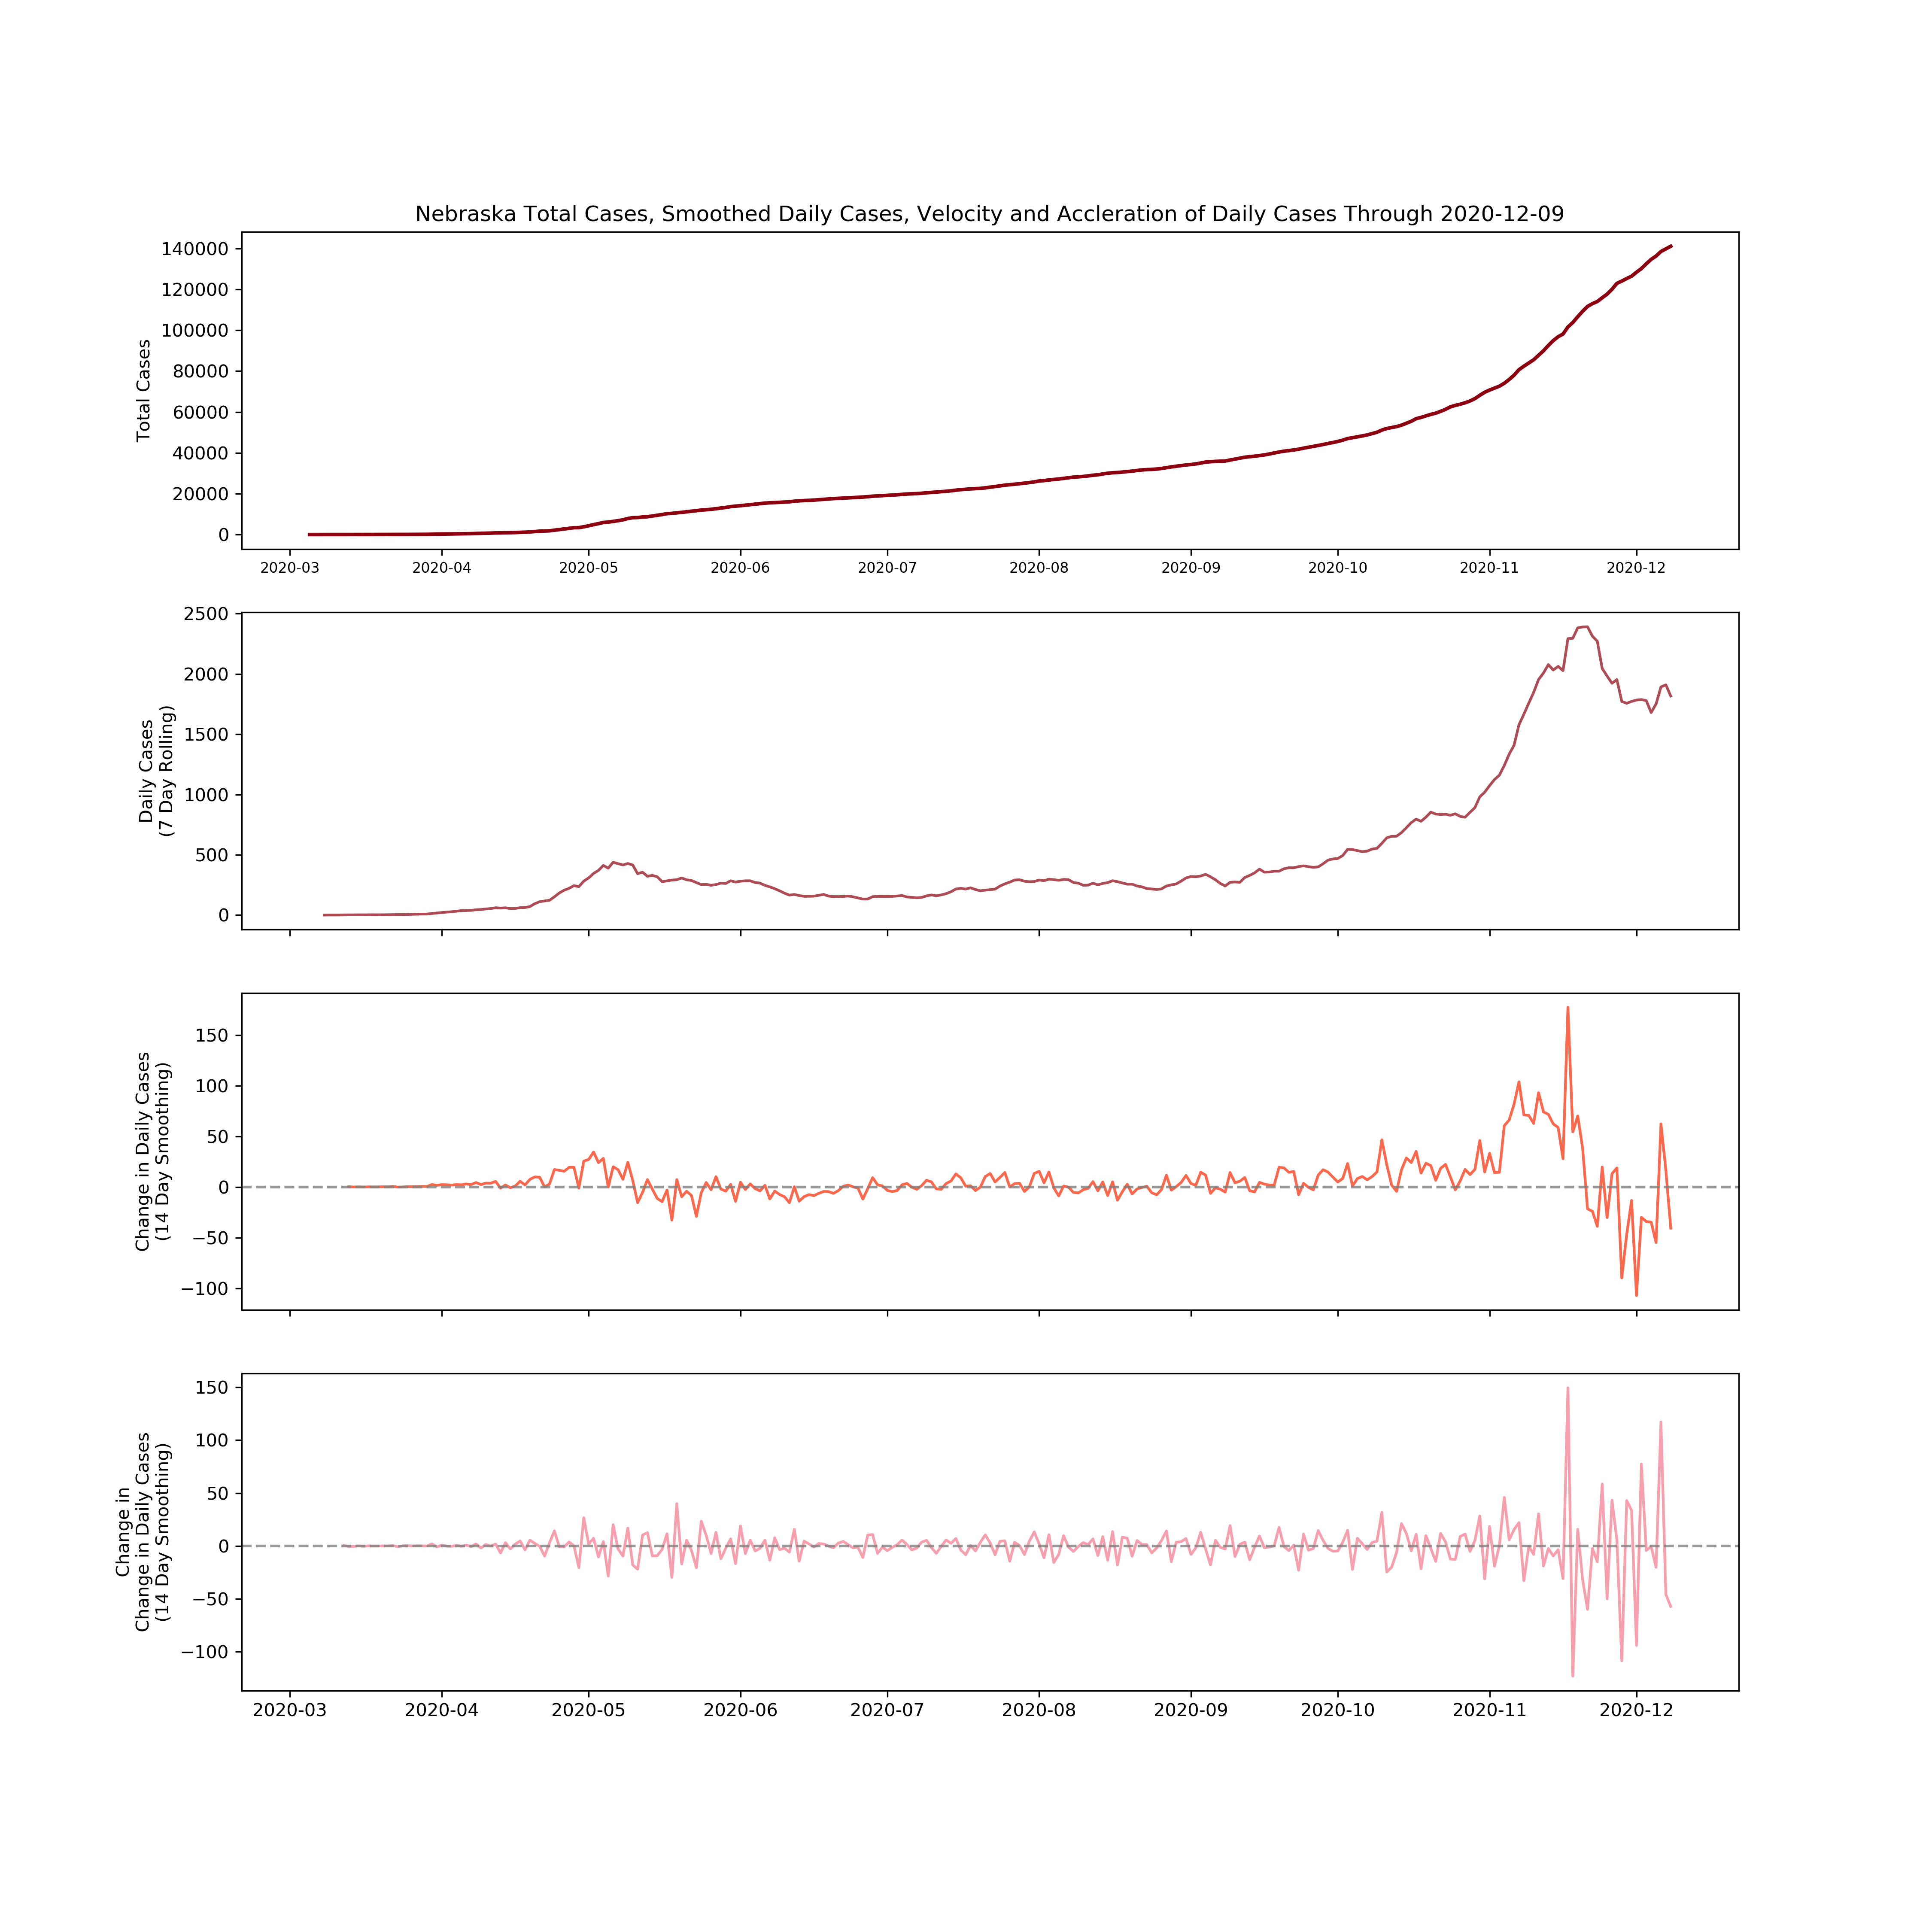 Nebraska Total Cases, Smoothed Daily Cases, Velocity and Accleration of Daily Cases Through 2020-12-09
Total Cases
140000
120000
100000
80000
60000
40000
20000
0
2020-03 2020-04 2020-05 2020-06 2020-07 2020-08 2020-09 2020-10 2020-11 2020-12
Daily Cases
(7 Day Rolling)
2500
2000
1500
1000
500
0
Change in Daily Cases
(14 Day Smoothing)
150
100
50
0
−50
−100
Change in
Change in Daily Cases
(14 Day Smoothing)
150
100
50
0
−50
−100
2020-03 2020-04 2020-05 2020-06 2020-07 2020-08 2020-09 2020-10 2020-11 2020-12